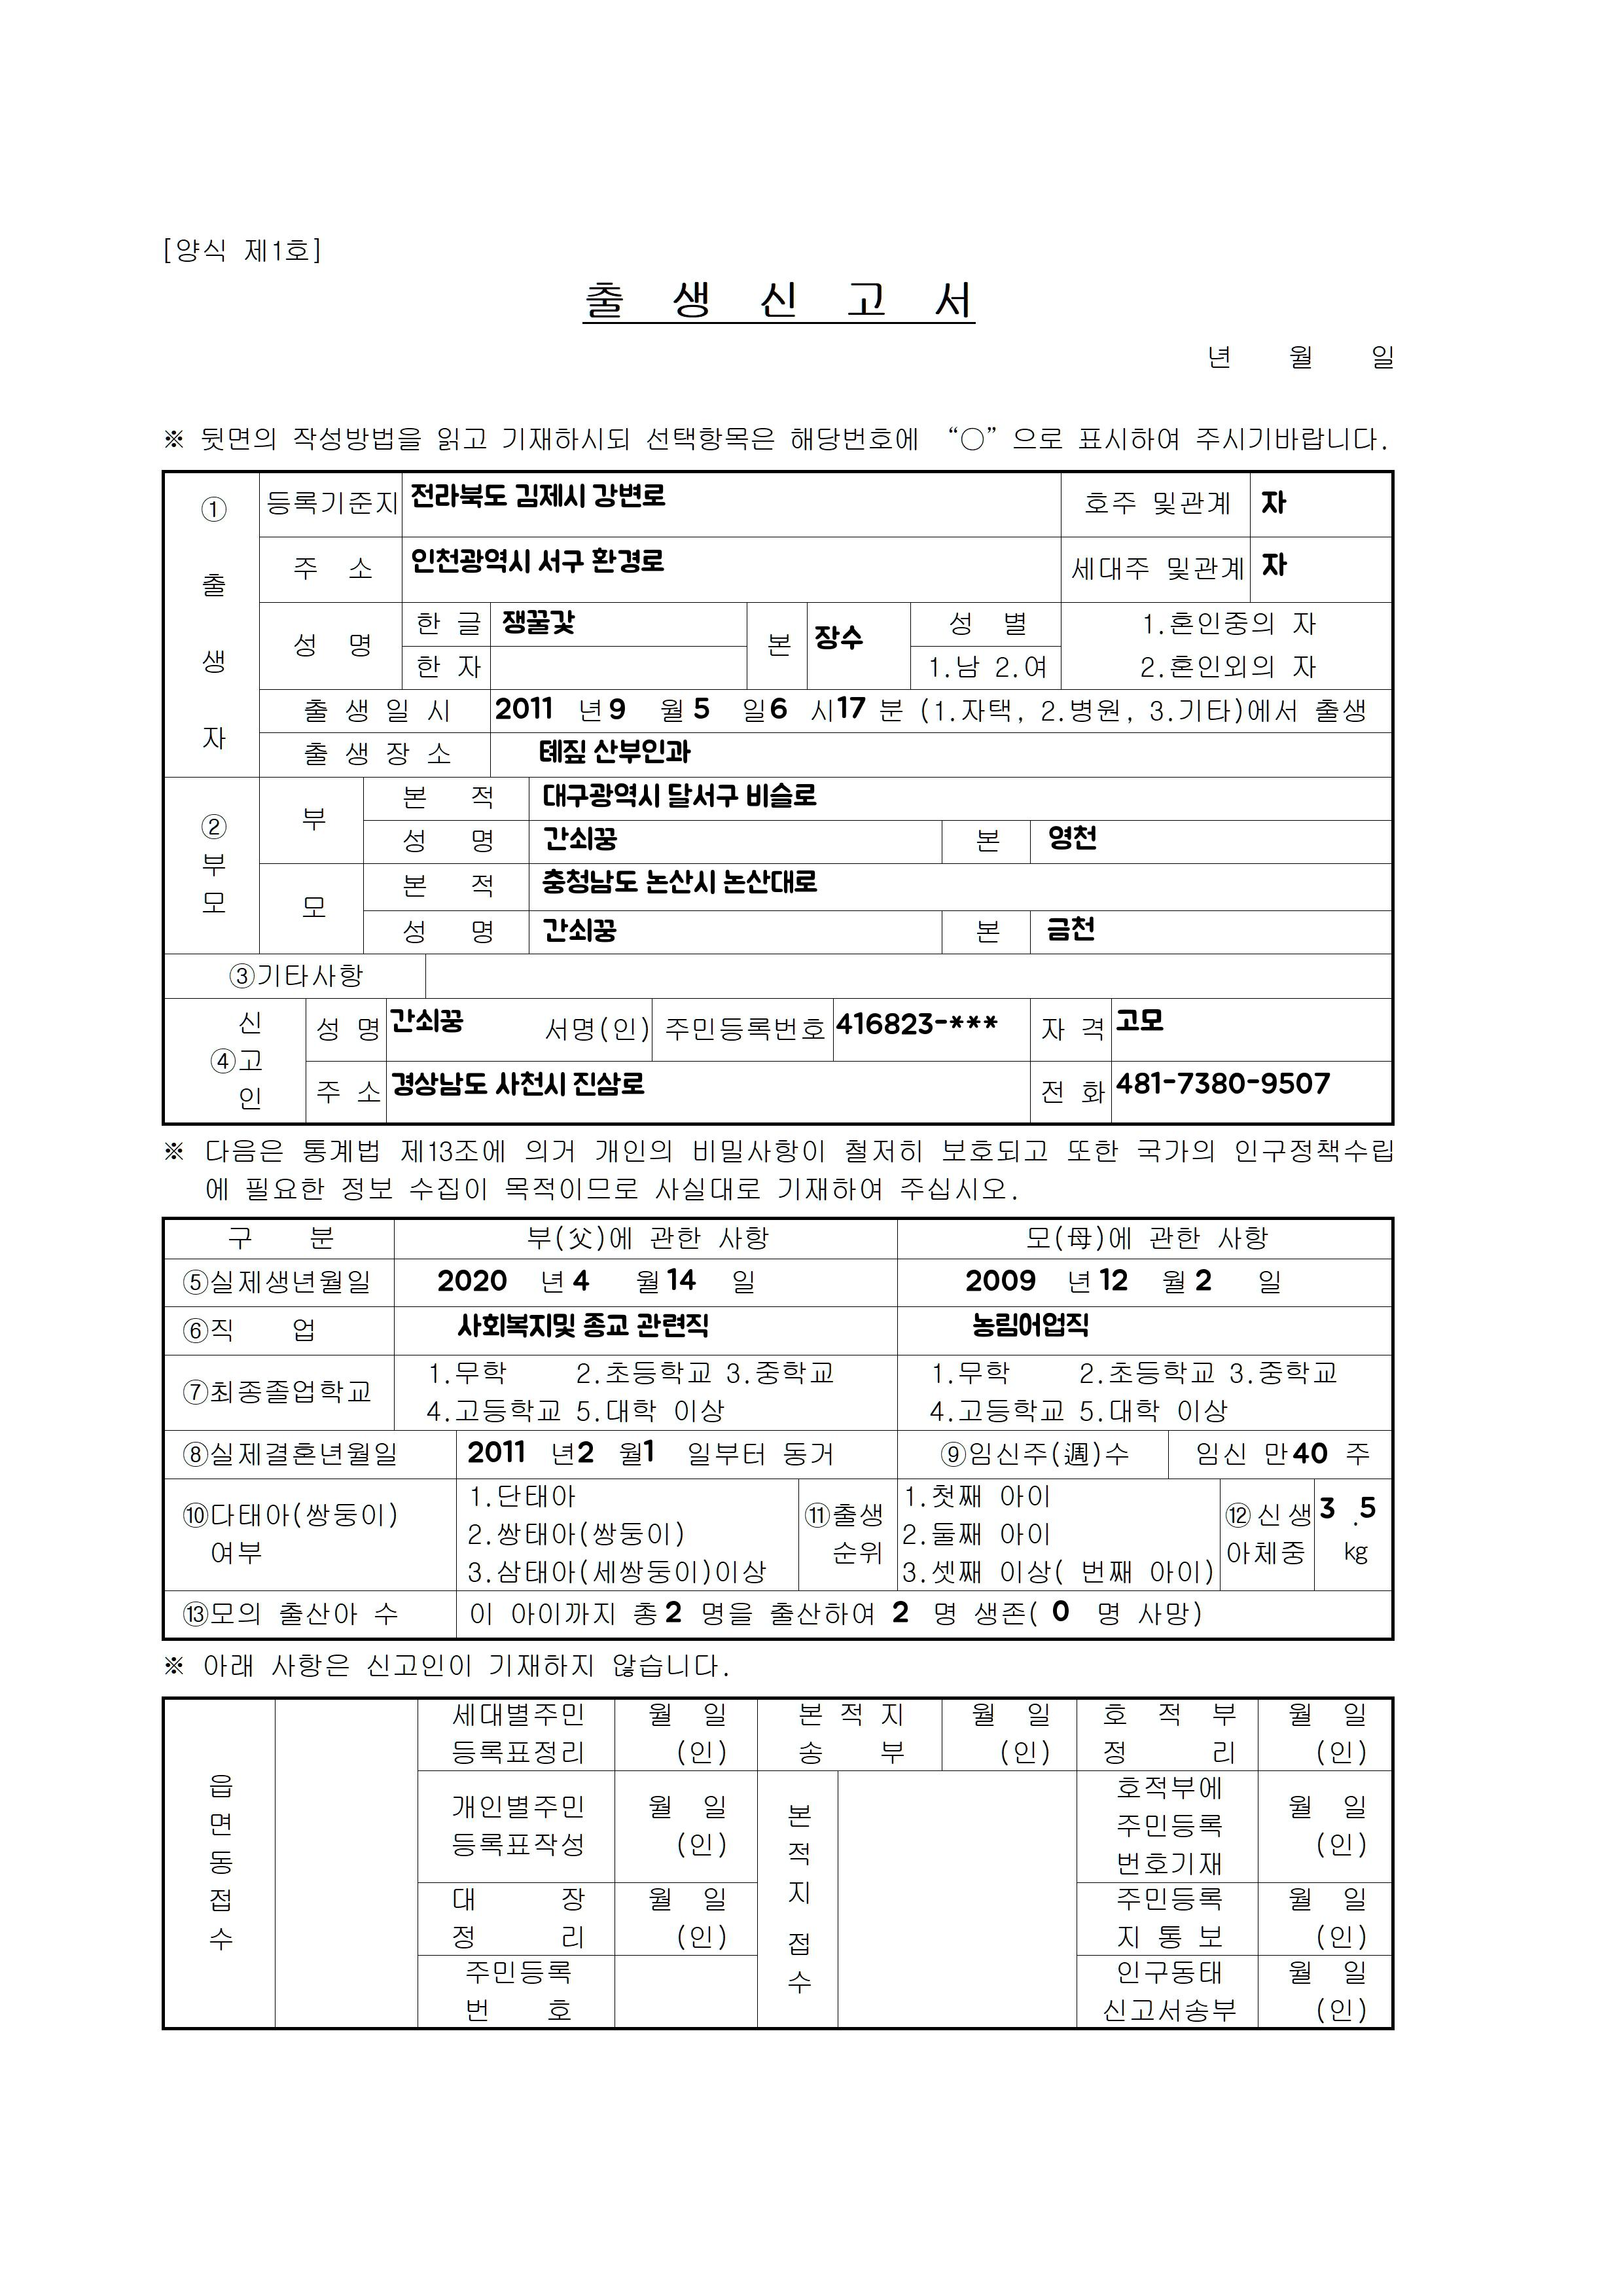 [양식 제1호]
출 생 신 고 서
년 월 일
※ 뒷면의 작성방법을 읽고 기재하시되 선택항목은 해당번호에 “○”으로 표시하여 주시기바랍니다.
① 출 생 자
등록기준지 전라북도 김제시 강변로 호주 및관계 자
주 소 인천광역시 서구 환경로 세대주 및관계 자
성 명 한 글 쟁꿀갗 본 장수 성 별 1.혼인중의 자
한 자 1.남 2.여 2.혼인외의 자
출 생 일 시 2011 년 9 월 5 일 6 시 17 분 (1.자택, 2.병원, 3.기타)에서 출생
출 생 장 소 톄짚 산부인과
② 부 모
부 본 적 대구광역시 달서구 비슬로
성 명 간쇠꿍 본 영천
모 본 적 충청남도 논산시 논산대로
성 명 간쇠꿍 본 금천
③기타사항
④신고인
성 명 간쇠꿍 서명(인) 주민등록번호 416823-*** 자 격 고모
주 소 경상남도 사천시 진삼로 전 화 481-7380-9507
※ 다음은 통계법 제13조에 의거 개인의 비밀사항이 철저히 보호되고 또한 국가의 인구정책수립
에 필요한 정보 수집이 목적이므로 사실대로 기재하여 주십시오.
구 분 부(父)에 관한 사항 모(母)에 관한 사항
⑤실제생년월일 2020 년 4 월 14 일 2009 년 12 월 2 일
⑥직 업 사회복지및 종교 관련직 농림어업직
⑦최종졸업학교 1.무학 2.초등학교 3.중학교 1.무학 2.초등학교 3.중학교
4.고등학교 5.대학 이상 4.고등학교 5.대학 이상
⑧실제결혼년월일 2011 년 2 월 1 일부터 동거 ⑨임신주(週)수 임신 만 40 주
⑩다태아(쌍둥이) 여부
1.단태아
2.쌍태아(쌍둥이)
3.삼태아(세쌍둥이)이상
⑪출생 순위
1.첫째 아이
2.둘째 아이
3.셋째 이상( 번째 아이)
⑫신생아체중 3 .5 kg
⑬모의 출산아 수 이 아이까지 총 2 명을 출산하여 2 명 생존( 0 명 사망)
※ 아래 사항은 신고인이 기재하지 않습니다.
읍면동접수
세대별주민 월 일 본 적 지 월 일 호 적 부 월 일
등록표정리 (인) 송 부 (인) 정 리 (인)
본적지 접수
개인별주민 월 일
등록표작성 (인)
호적부에
주민등록 월 일
번호기재 (인)
대 장 월 일 주민등록 월 일
정 리 (인) 지 통 보 (인)
주민등록 인구동태 월 일
번 호 신고서송부 (인)